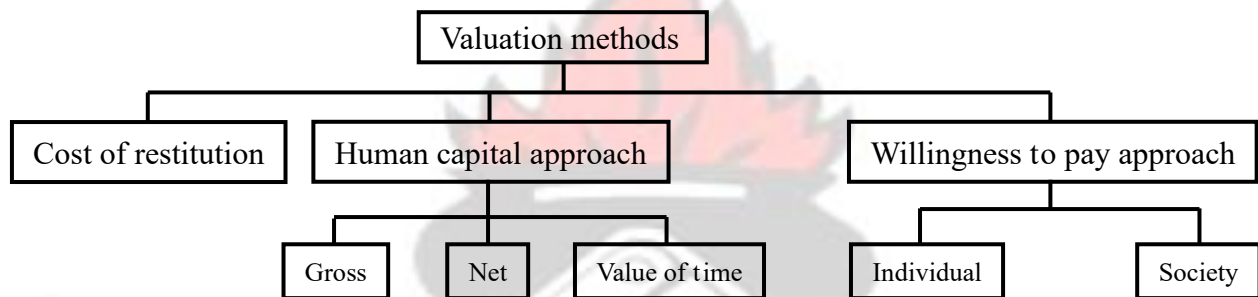 Valuation methods
Cost of restitution
Human capital approach
Willingness to pay approach
Gross
Net
Value of time
Individual
Society